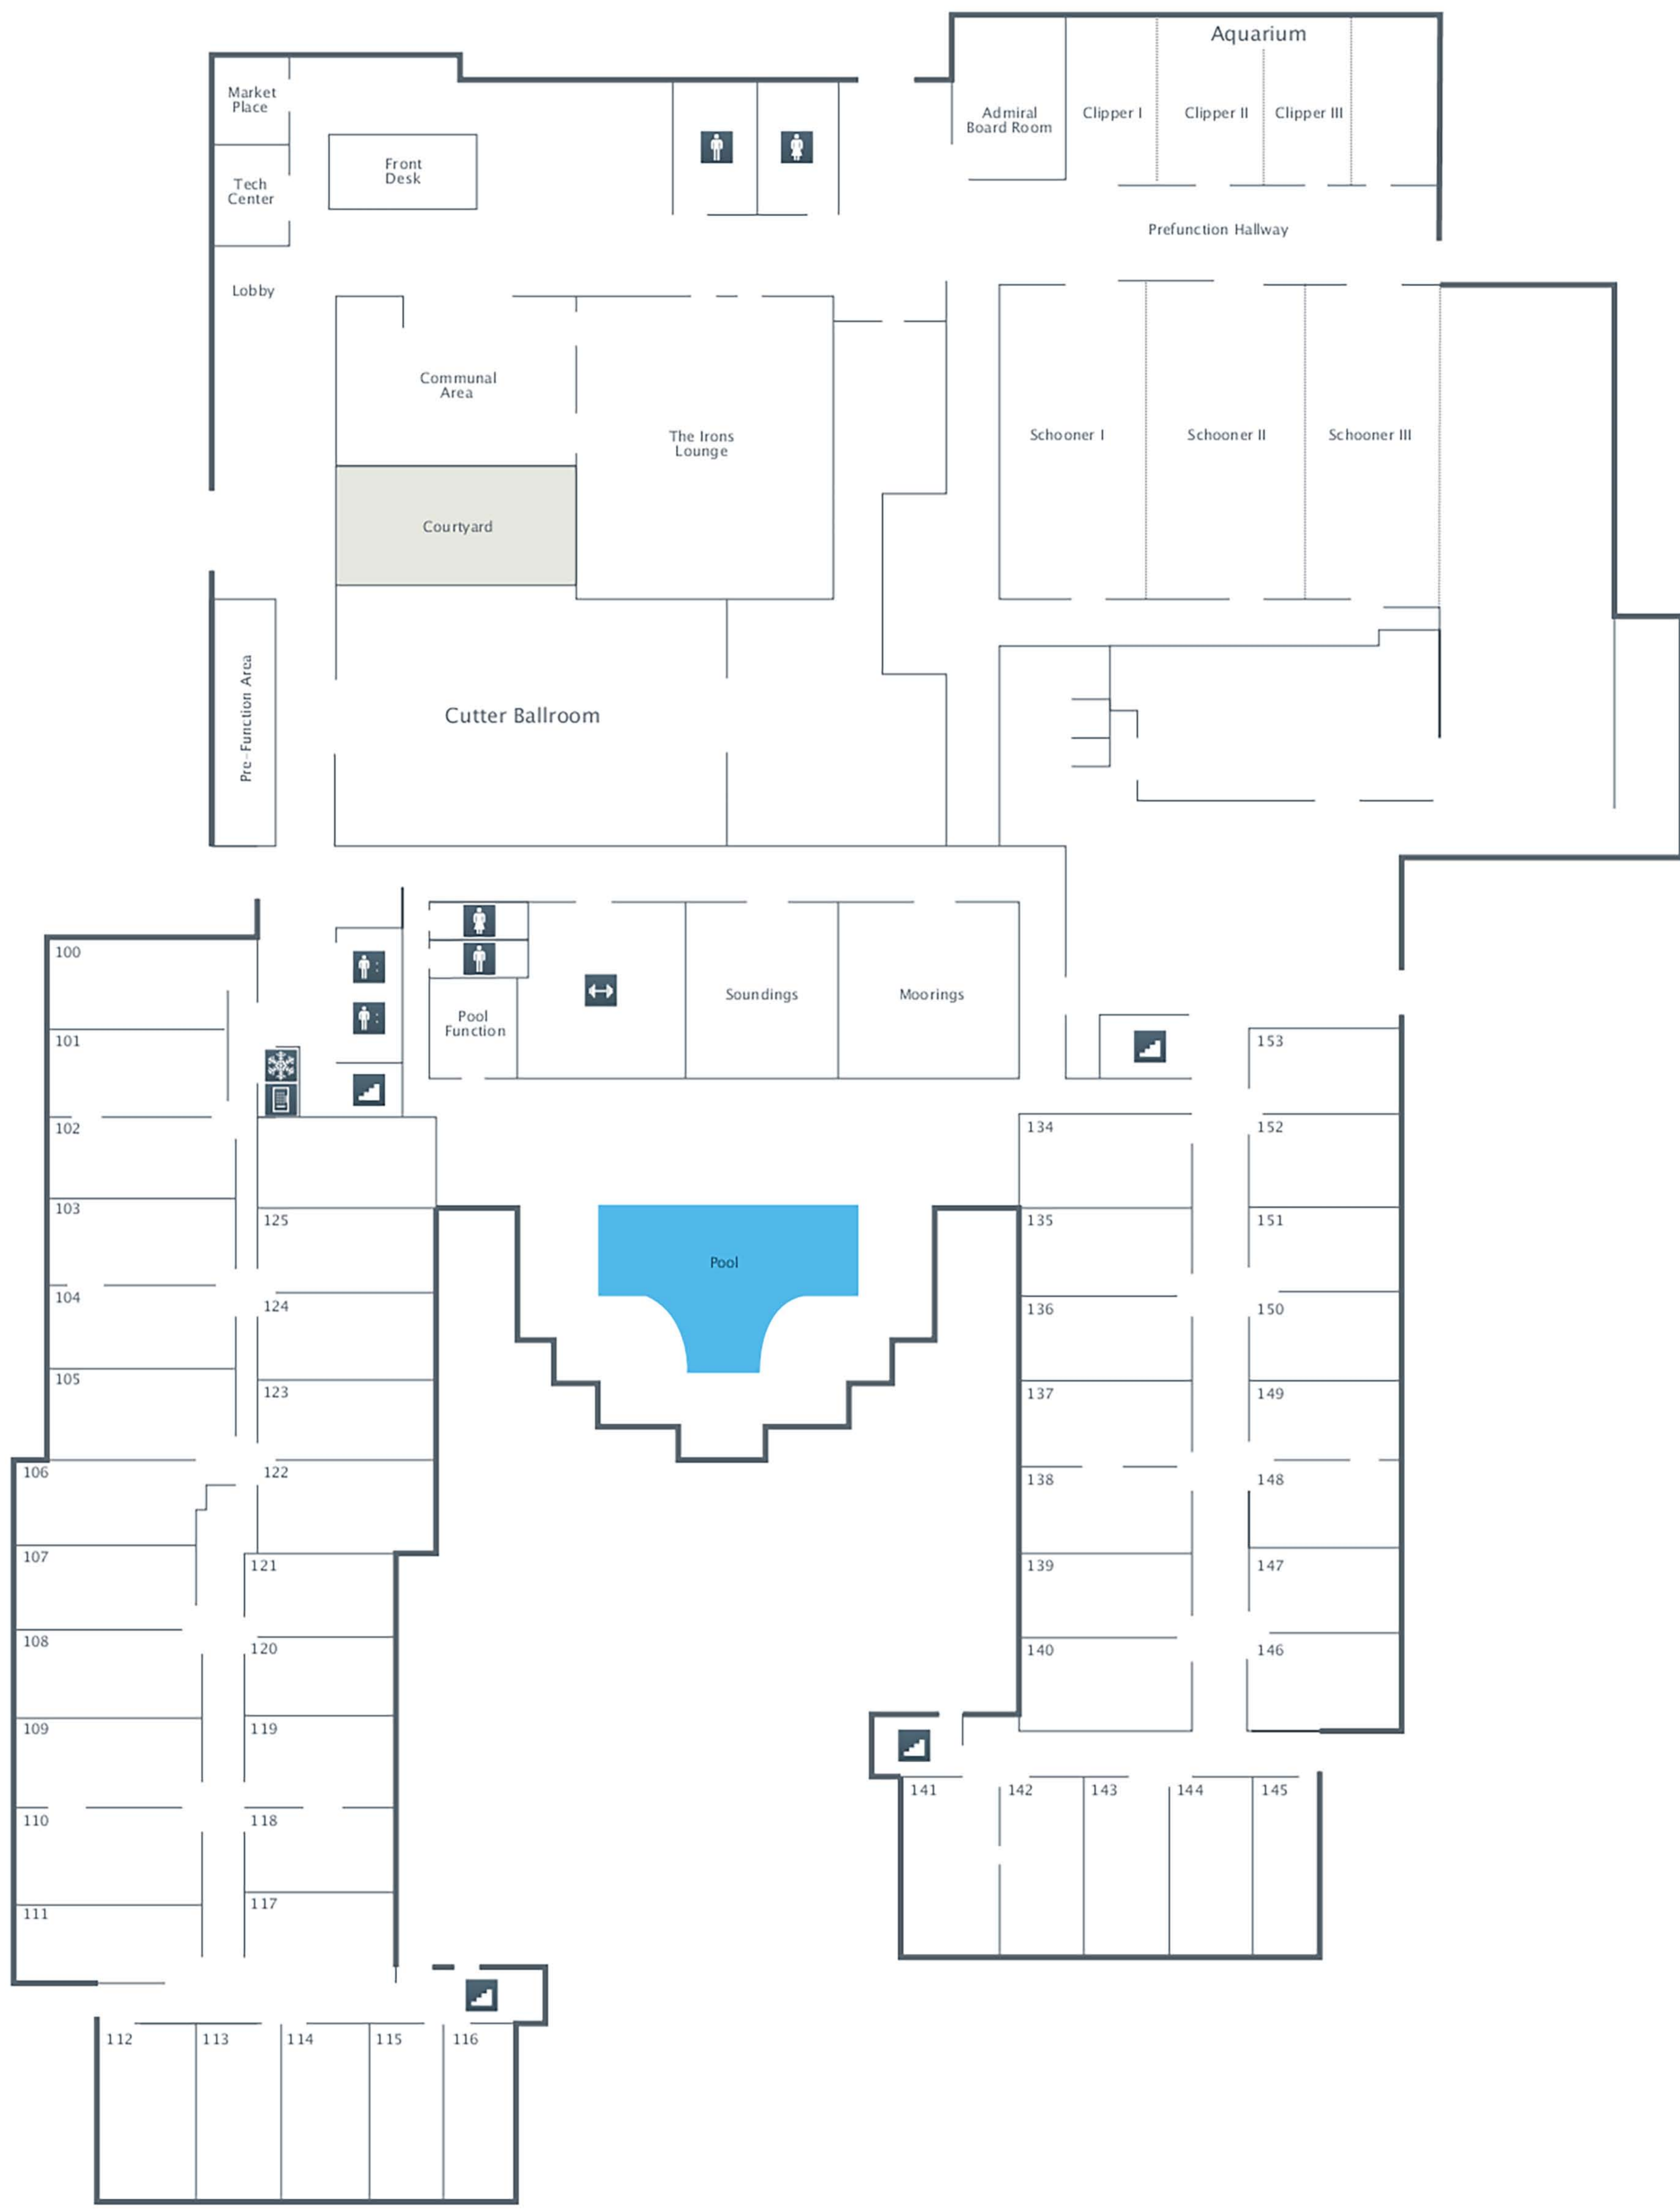 Aquarium
Market
Place
Admiral
Board Room
Clipper I
Clipper II
Clipper III
Front
Desk
Tech
Center
Prefunction Hallway
Lobby
Communal
Area
The Irons
Lounge
Schooner I
Schooner II
Schooner III
Courtyard
Pre-Function Area
Cutter Ballroom
100
Soundings
Moorings
Pool
Function
101
153
102
134
152
103
125
135
151
Pool
104
124
136
150
105
123
137
149
106
122
138
148
107
121
139
147
108
120
140
146
109
119
141
142
143
144
145
110
118
111
117
112
113
114
115
116